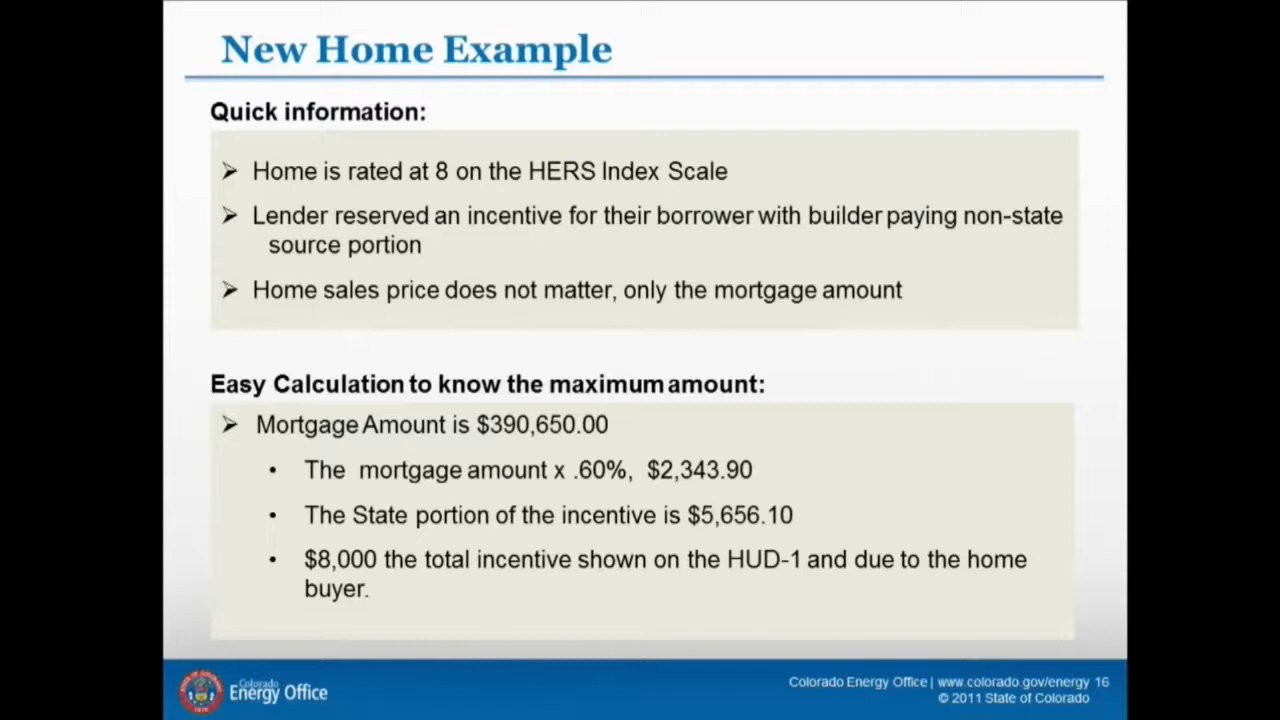 New Home Example
Quick information:
Home is rated at 8 on the HERS Index Scale
Lender reserved an incentive for their borrower with builder paying non-state
source portion
Home sales price does not matter, only the mortgage amount
Easy Calculation to know the maximum amount:
Mortgage Amount is $390,650.00
The mortgage amount x .60%, $2,343.90
The State portion of the incentive is $5,656.10
$8,000 the total incentive shown on the HUD-1 and due to the home
buyer.
Colorado
Energy Office
Colorado Energy Office | www.colorado.gov/energy 16
© 2011 State of Colorado